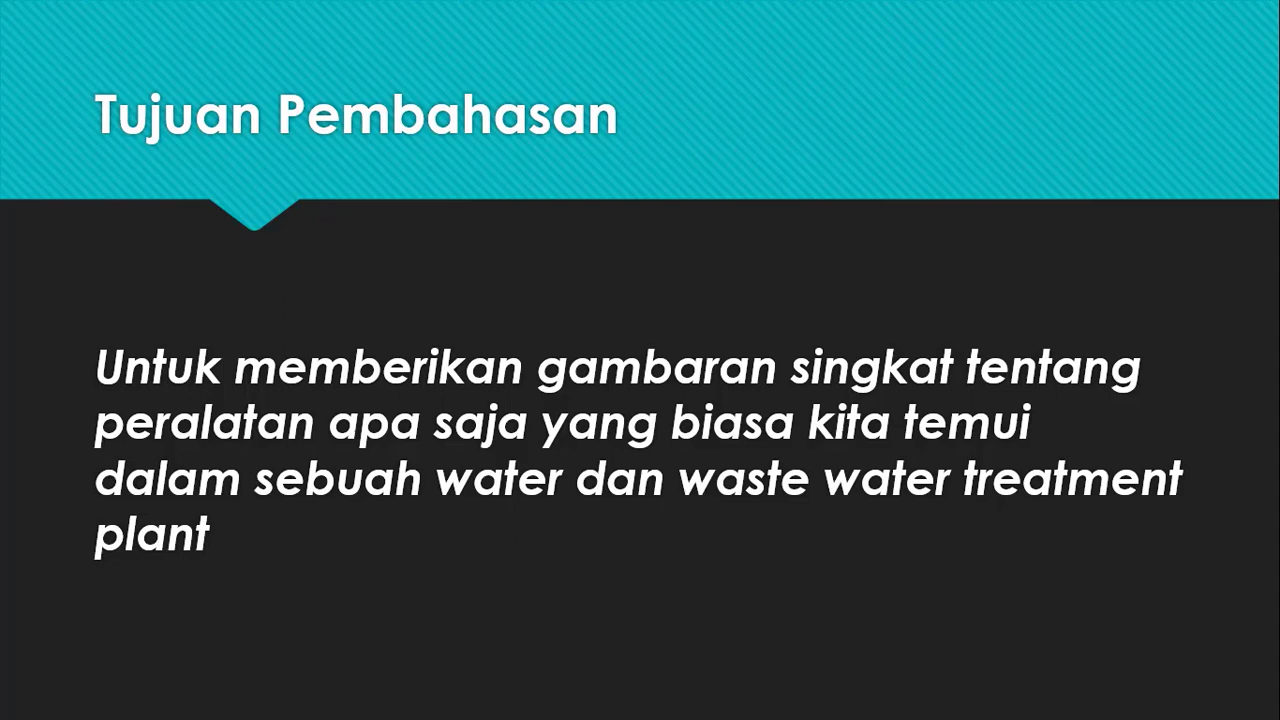 Tujuan Pembahasan
Untuk memberikan gambaran singkat tentang
peralatan apa saja yang biasa kita temui
dalam sebuah water dan waste water treatment
plant